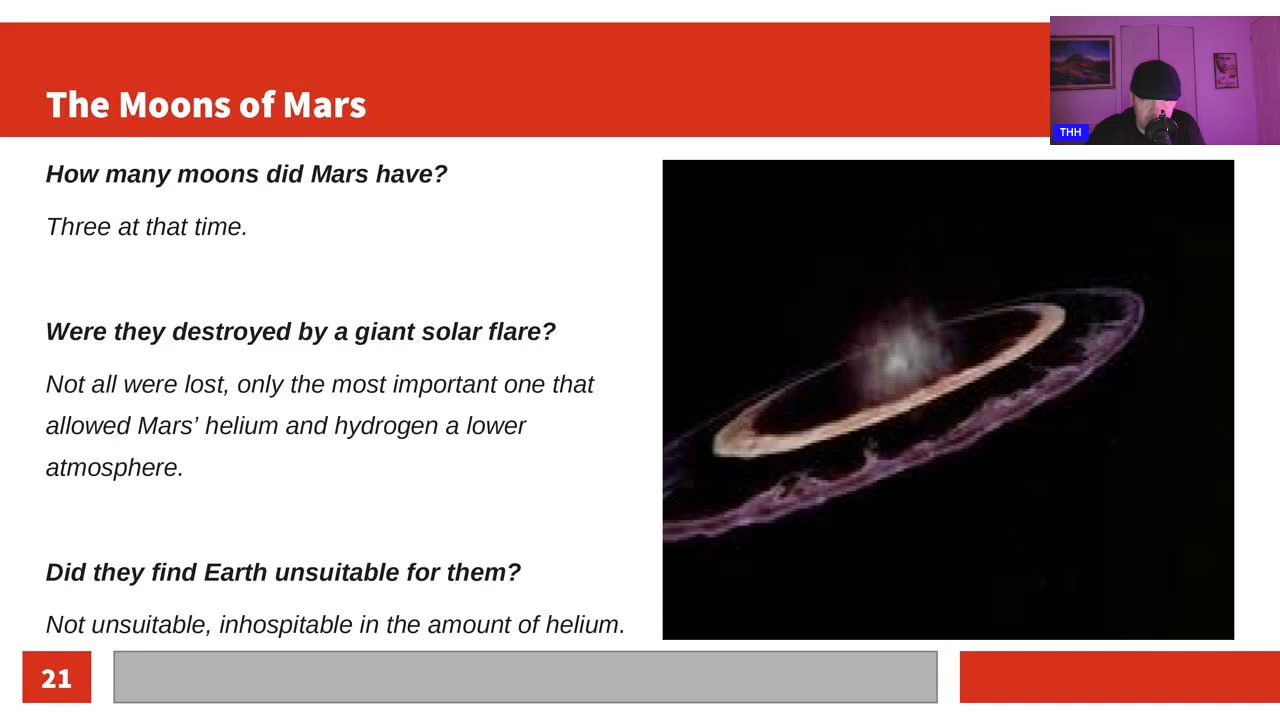 The Moons of Mars
THH
How many moons did Mars have?
Three at that time.
Were they destroyed by a giant solar flare?
Not all were lost, only the most important one that
allowed Mars’ helium and hydrogen a lower
atmosphere.
Did they find Earth unsuitable for them?
Not unsuitable, inhospitable in the amount of helium.
21